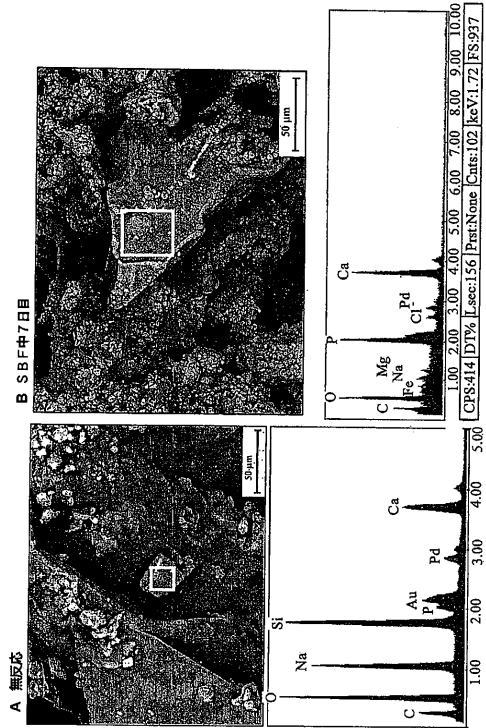 A 無反応
50-μm
C
O
Na
Si
P
Au
Pd
Ca
1.00
2.00
3.00
4.00
5.00
B SBF中7日目
50 μm
C
O
Fe
Na
Mg
P
Cl⁻
Pd
Ca
1.00
2.00
3.00
4.00
5.00
6.00
7.00
8.00
9.00
10.00
CPS:414 DT% Lsec:156 Prst:None Cnts:102 keV:1.72 FS:937